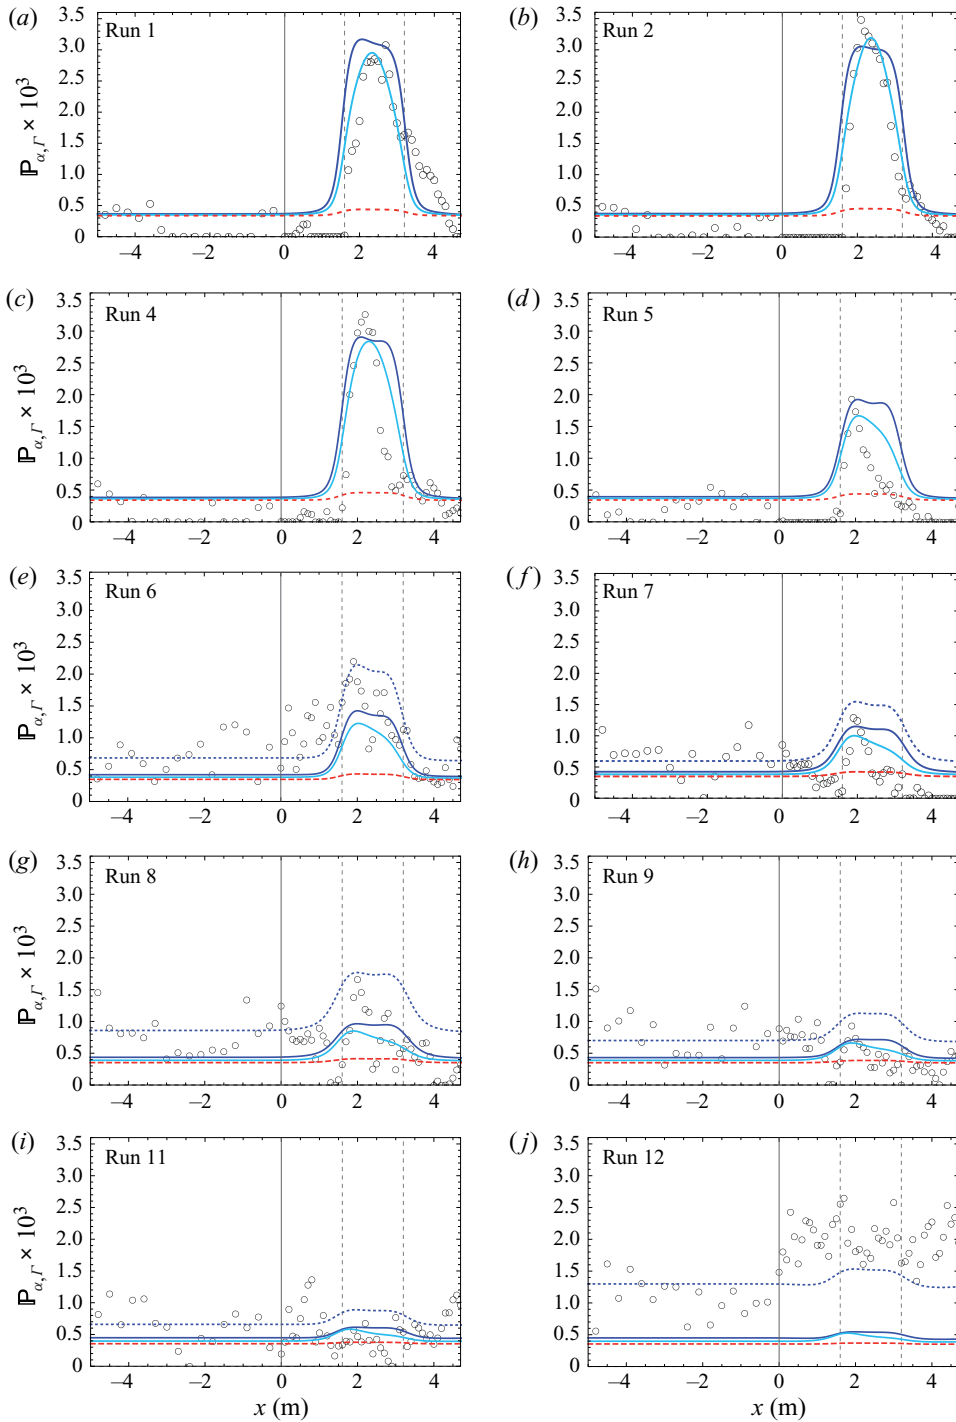 (a) Run 1
3.5
3.0
2.5
2.0
1.5
1.0
0.5
0
ℙα,Γ × 10³
−4 −2 0 2 4
(b) Run 2
3.5
3.0
2.5
2.0
1.5
1.0
0.5
0
−4 −2 0 2 4
(c) Run 4
3.5
3.0
2.5
2.0
1.5
1.0
0.5
0
ℙα,Γ × 10³
−4 −2 0 2 4
(d) Run 5
3.5
3.0
2.5
2.0
1.5
1.0
0.5
0
−4 −2 0 2 4
(e) Run 6
3.5
3.0
2.5
2.0
1.5
1.0
0.5
0
ℙα,Γ × 10³
−4 −2 0 2 4
(f) Run 7
3.5
3.0
2.5
2.0
1.5
1.0
0.5
0
−4 −2 0 2 4
(g) Run 8
3.5
3.0
2.5
2.0
1.5
1.0
0.5
0
ℙα,Γ × 10³
−4 −2 0 2 4
(h) Run 9
3.5
3.0
2.5
2.0
1.5
1.0
0.5
0
−4 −2 0 2 4
(i) Run 11
3.5
3.0
2.5
2.0
1.5
1.0
0.5
0
ℙα,Γ × 10³
−4 −2 0 2 4
x (m)
(j) Run 12
3.5
3.0
2.5
2.0
1.5
1.0
0.5
0
−4 −2 0 2 4
x (m)